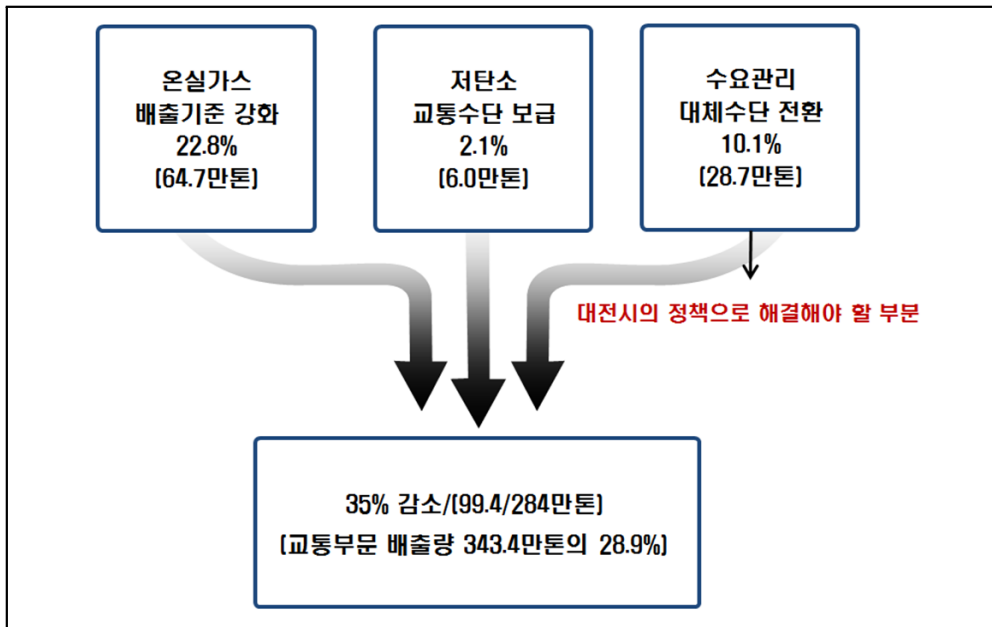 온실가스
배출기준 강화
22.8%
(64.7만톤)
저탄소
교통수단 보급
2.1%
(6.0만톤)
수요관리
대체수단 전환
10.1%
(28.7만톤)
대전시의 정책으로 해결해야 할 부분
35% 감소/(99.4/284만톤)
(교통부문 배출량 343.4만톤의 28.9%)